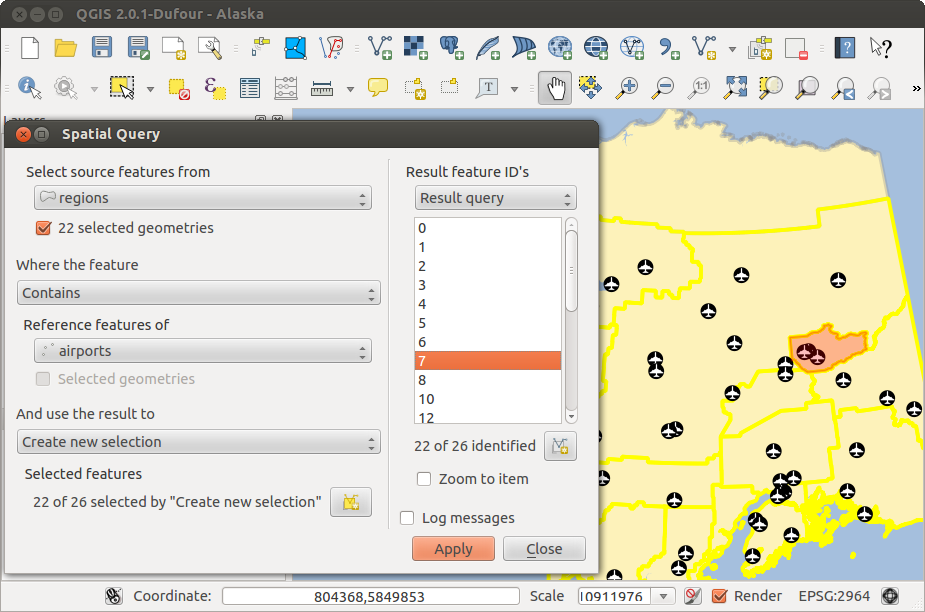 QGIS 2.0.1-Dufour - Alaska
1:1
T
Layers
Spatial Query
Select source features from
regions
22 selected geometries
Where the feature
Contains
Reference features of
airports
Selected geometries
And use the result to
Create new selection
Selected features
22 of 26 selected by "Create new selection"
Result feature ID's
Result query
0
1
2
3
4
5
6
7
8
10
12
22 of 26 identified
Zoom to item
Log messages
Apply
Close
Coordinate:
804368,5849853
Scale
10911976
Render
EPSG:2964